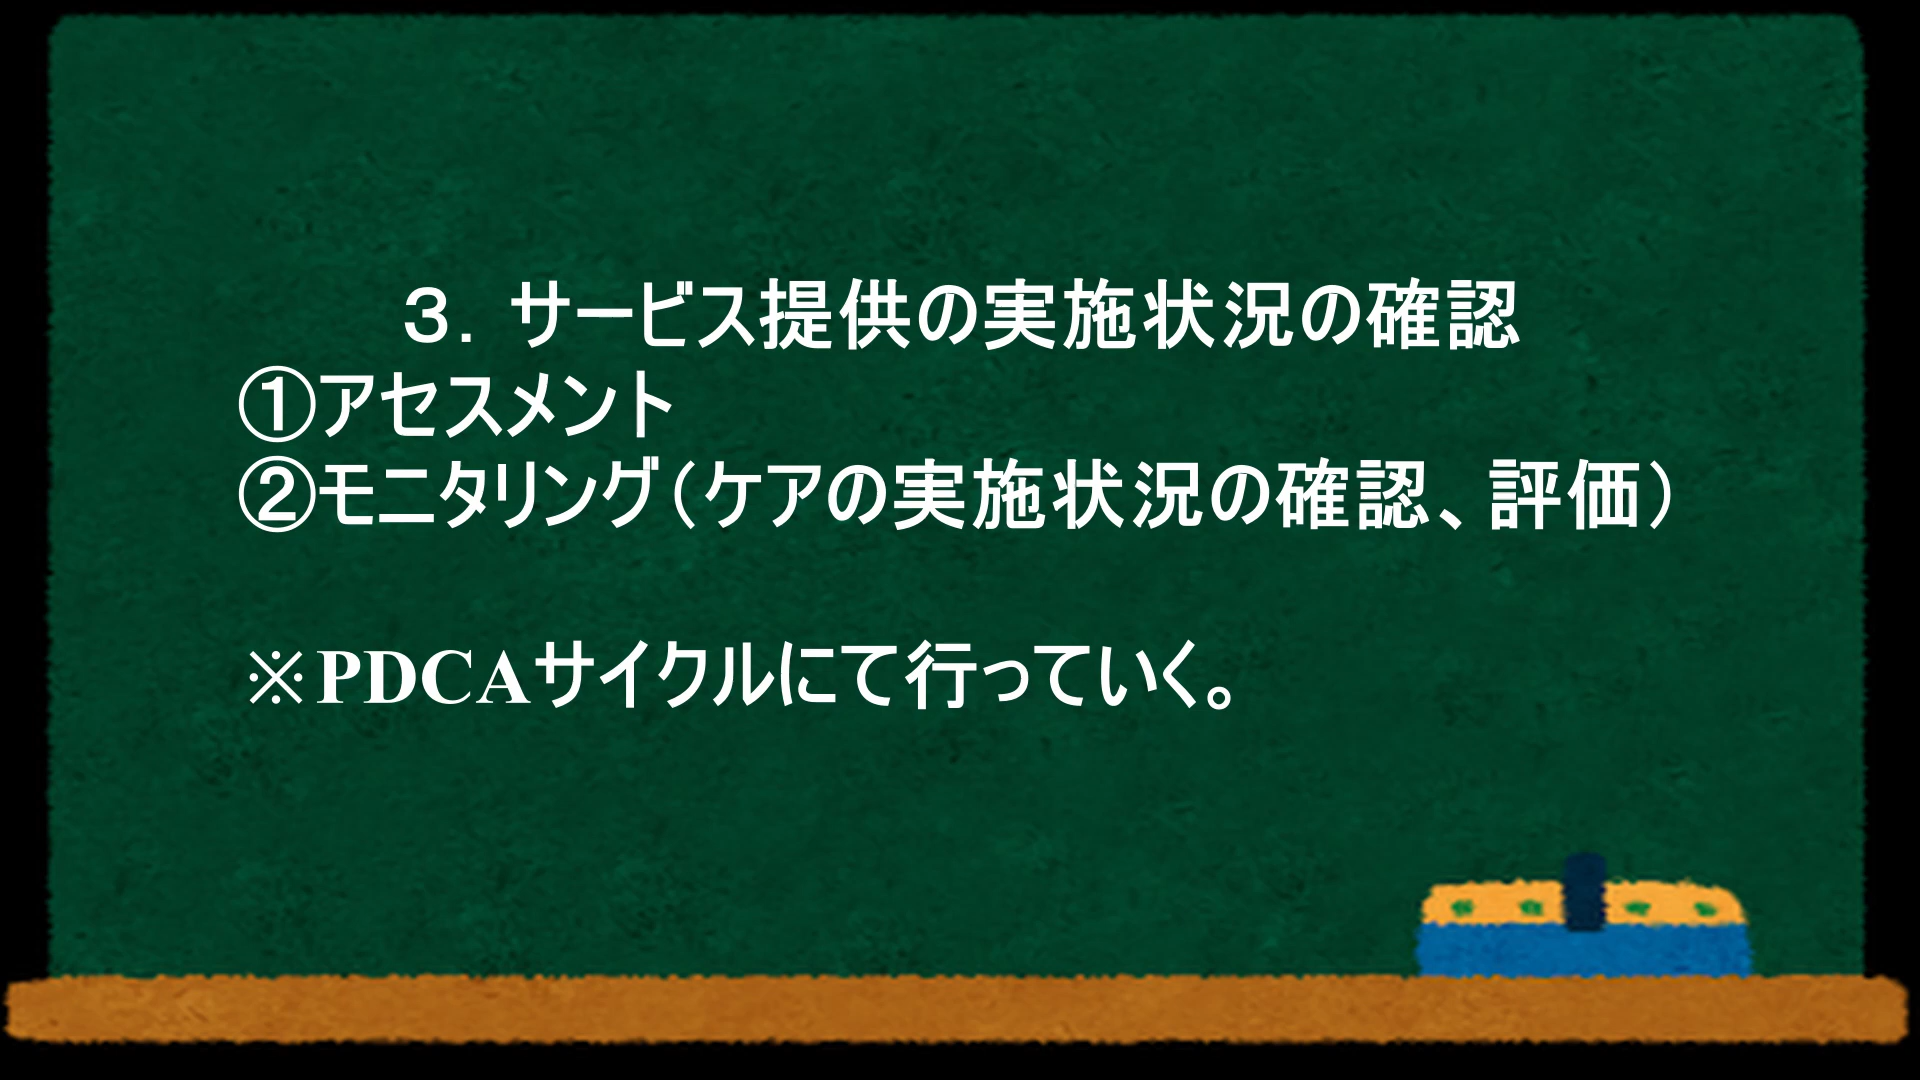 ３．サービス提供の実施状況の確認
①アセスメント
②モニタリング（ケアの実施状況の確認、評価）
※PDCAサイクルにて行っていく。